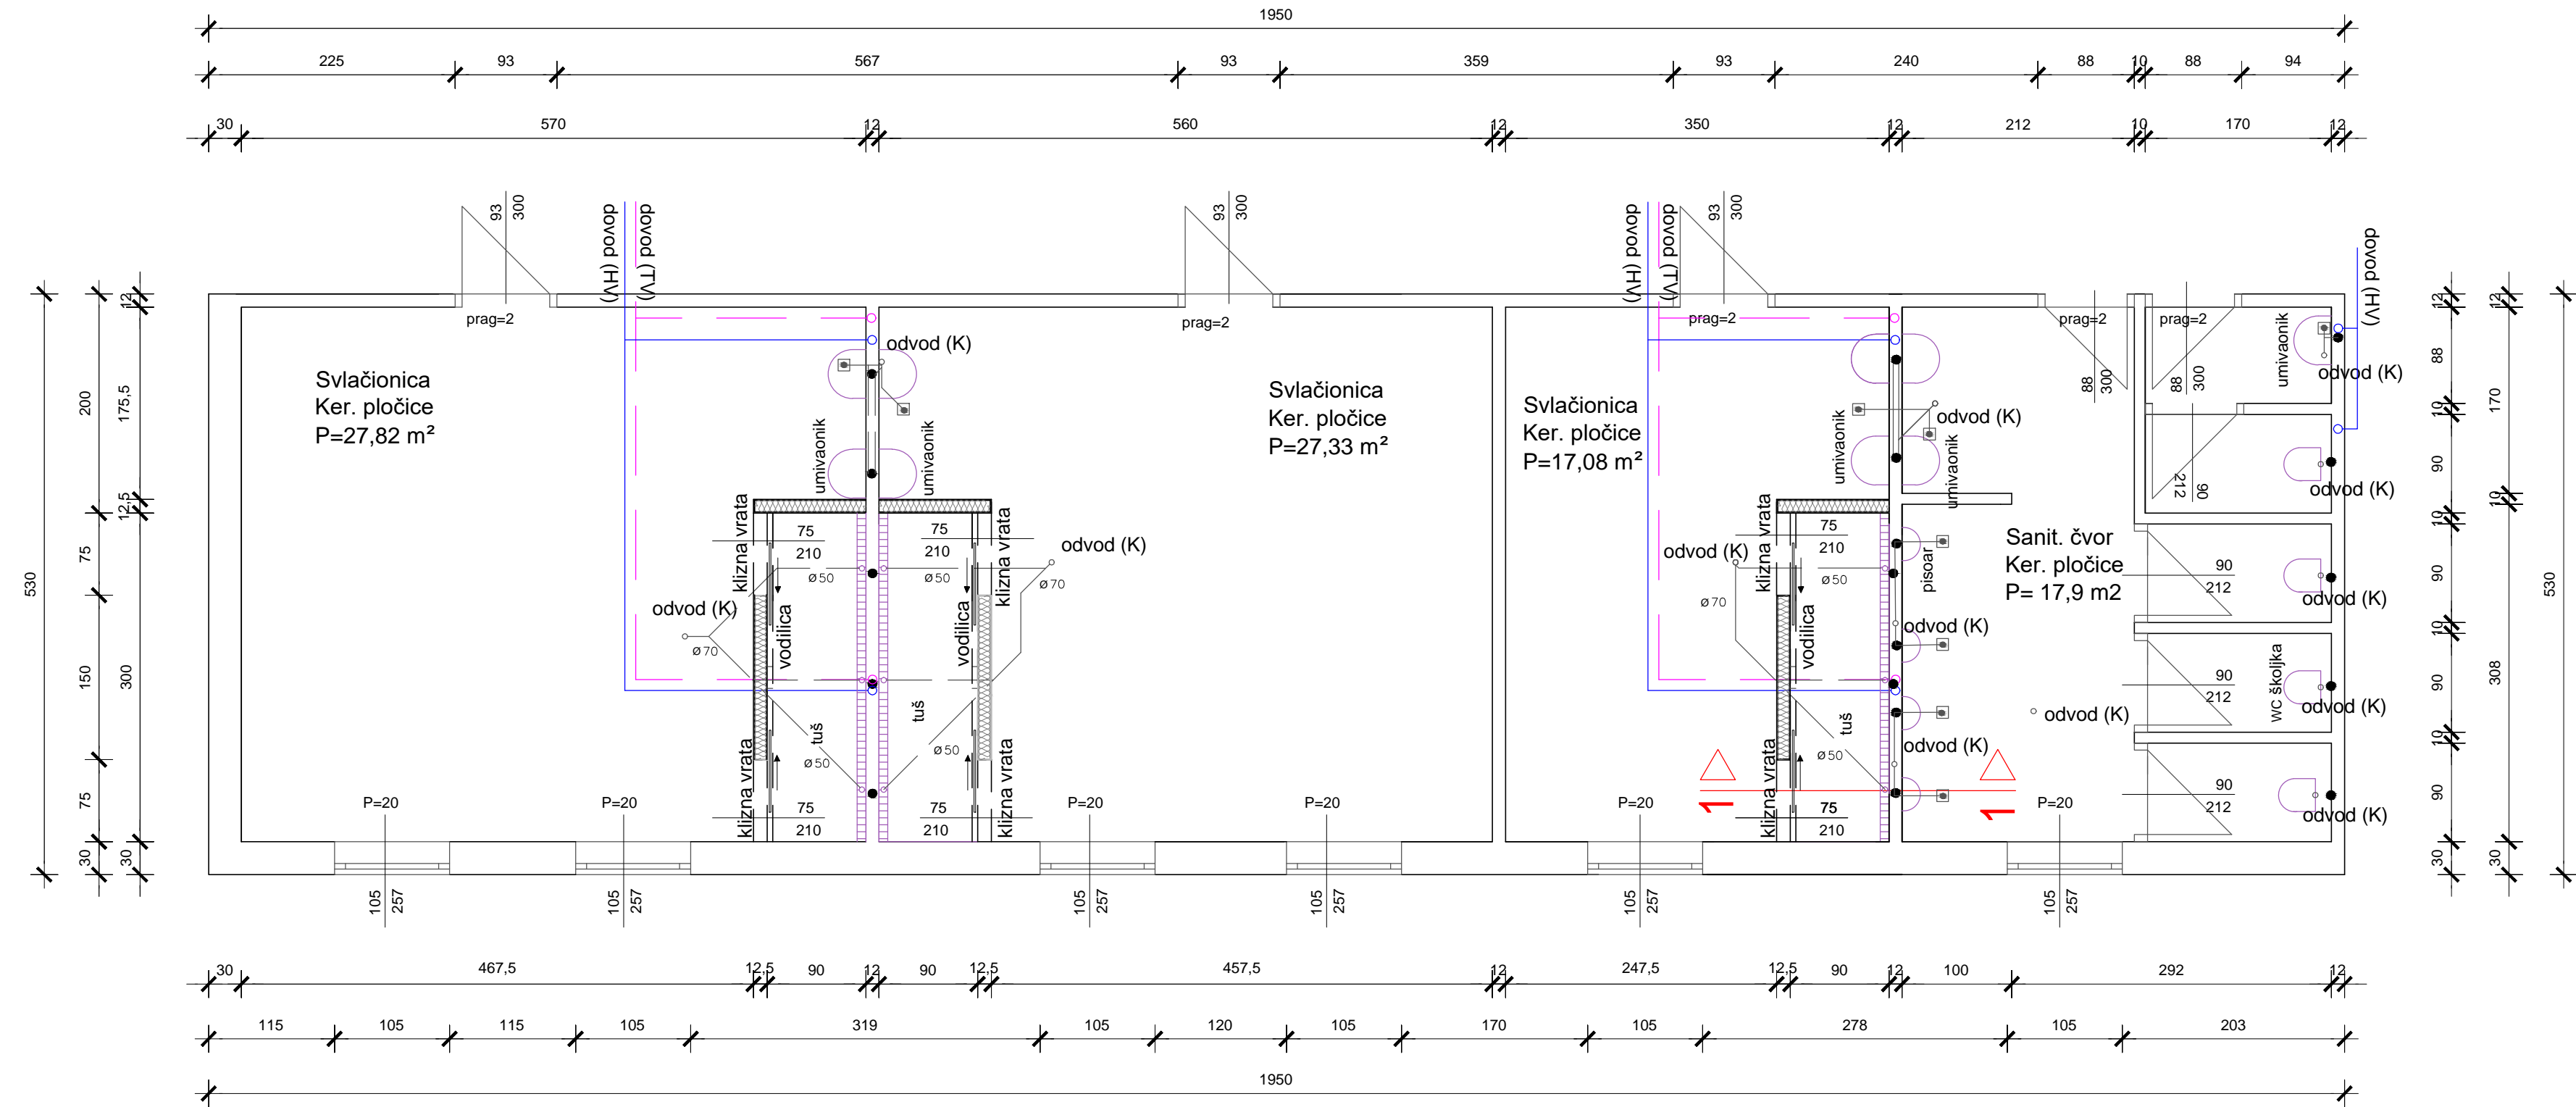 1950
225 93 567 93 359 93 240 88 10 88 94
30 570 12 560 12 350 12 212 10 170 12
93
300
dovod (HV)
dovod (TV)
93
300
dovod (HV)
dovod (TV)
93
300
dovod (HV)
prag=2
prag=2
prag=2
prag=2
prag=2
88
300
88
300
umivaonik
odvod (K)
odvod (K)
odvod (K)
Svlačionica
Ker. pločice
P=27,82 m²
Svlačionica
Ker. pločice
P=27,33 m²
Svlačionica
Ker. pločice
P=17,08 m²
umivaonik
umivaonik
umivaonik
umivaonik
90
212
odvod (K)
klizna vrata
75
210
75
210
klizna vrata
odvod (K)
odvod (K)
klizna vrata
75
210
pisoar
Sanit. čvor
Ker. pločice
P= 17,9 m2
90
212
odvod (K)
ø50
ø50
ø70
ø70
ø50
odvod (K)
ø70
vodilica
vodilica
vodilica
odvod (K)
90
212
wc školjka
odvod (K)
tuš
tuš
tuš
odvod (K)
odvod (K)
ø50
ø50
ø50
90
212
odvod (K)
klizna vrata
75
210
75
210
klizna vrata
klizna vrata
75
210
1
1
P=20
P=20
P=20
P=20
P=20
P=20
105
257
105
257
105
257
105
257
105
257
105
257
530
200
75
150
75
30
12
175,5
12,5
300
30
12
88
10
90
10
90
10
90
10
90
30
12
170
10
308
30
530
30 467,5 12,5 90 12 90 12,5 457,5 12 247,5 12,5 90 12 100 292 12
115 105 115 105 319 105 120 105 170 105 278 105 203
1950